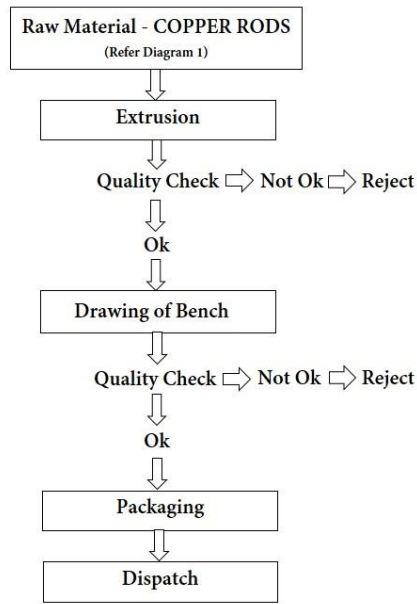 Raw Material - COPPER RODS
(Refer Diagram 1)
Extrusion
Quality Check Not Ok Reject
Ok
Drawing of Bench
Quality Check Not Ok Reject
Ok
Packaging
Dispatch